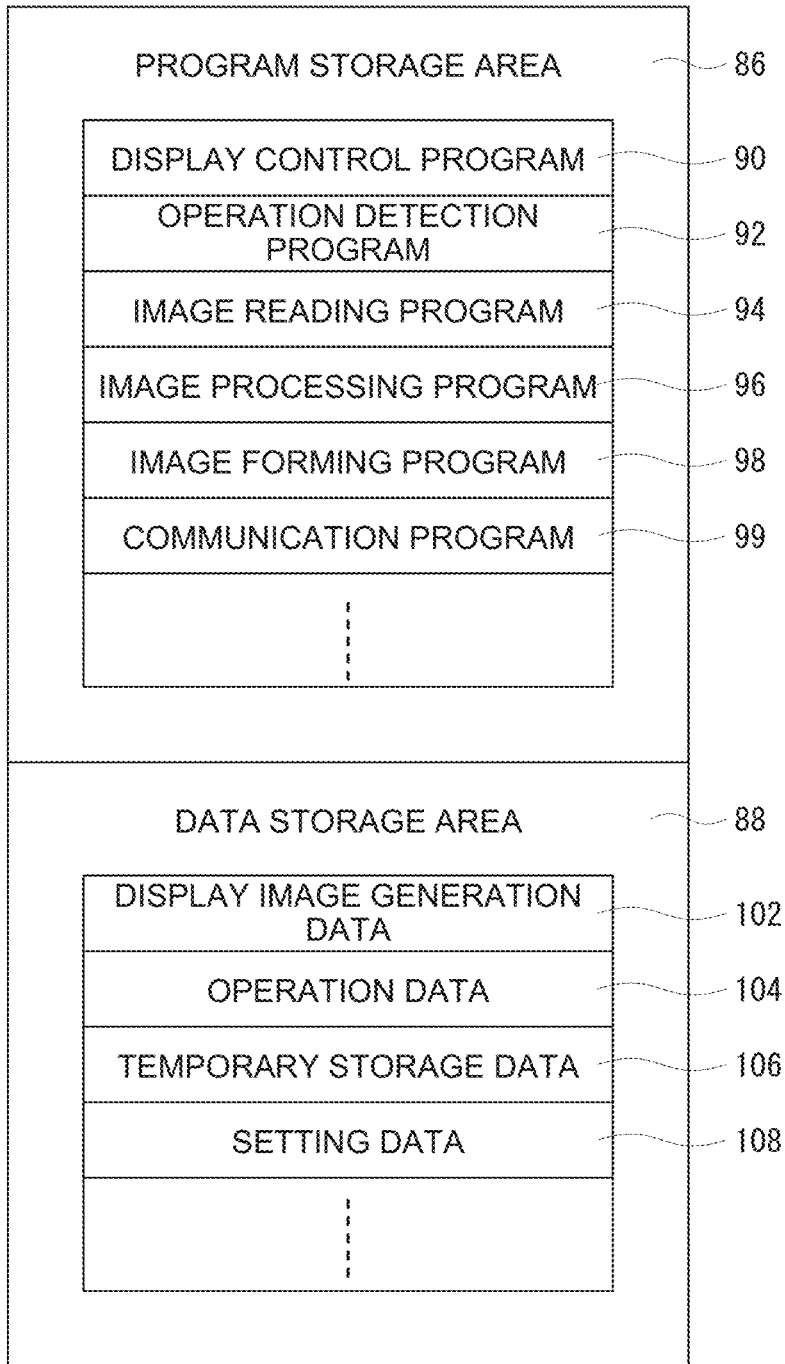 PROGRAM STORAGE AREA 86
DISPLAY CONTROL PROGRAM 90
OPERATION DETECTION
PROGRAM 92
IMAGE READING PROGRAM 94
IMAGE PROCESSING PROGRAM 96
IMAGE FORMING PROGRAM 98
COMMUNICATION PROGRAM 99
DATA STORAGE AREA 88
DISPLAY IMAGE GENERATION
DATA 102
OPERATION DATA 104
TEMPORARY STORAGE DATA 106
SETTING DATA 108